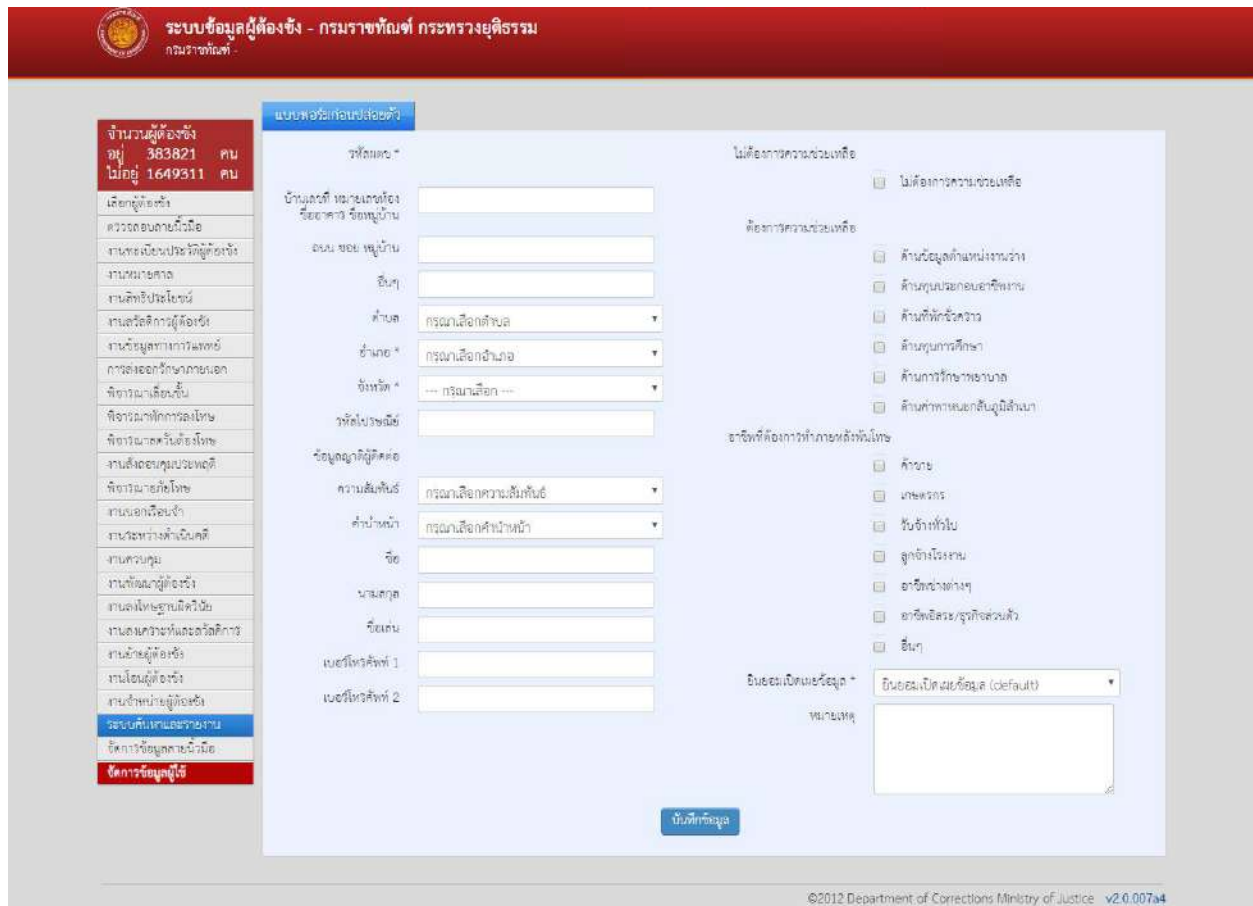 ระบบข้อมูลผู้ต้องขัง - กรมราชทัณฑ์ กระทรวงยุติธรรม
กรมราชทัณฑ์ -
จำนวนผู้ต้องขัง
อยู่ 383821 คน
ไม่อยู่ 1649311 คน
เลือกผู้ต้องขัง
ตรวจสอบลายนิ้วมือ
งานทะเบียนประวัติผู้ต้องขัง
งานหมายศาล
งานสิทธิประโยชน์
งานสวัสดิการผู้ต้องขัง
งานข้อมูลทางการแพทย์
การส่งออกรักษาภายนอก
พิจารณาเลื่อนชั้น
พิจารณาพักการลงโทษ
พิจารณาลดวันต้องโทษ
พิจารณาอภัยโทษ
งานนอกเรือนจำ
งานระหว่างดำเนินคดี
งานควบคุม
งานพัฒนาผู้ต้องขัง
งานลงโทษฐานผิดวินัย
งานสงเคราะห์และสวัสดิการ
งานย้ายผู้ต้องขัง
งานโอนผู้ต้องขัง
งานจำหน่ายผู้ต้องขัง
ระบบค้นหาและรายงาน
จัดการข้อมูลลายนิ้วมือ
จัดการข้อมูลผู้ใช้
แบบฟอร์มก่อนปล่อยตัว
รหัสแดง *
บ้านเลขที่ หมายเลขห้อง
ชื่ออาคาร ชื่อหมู่บ้าน
ถนน ซอย หมู่บ้าน
อื่นๆ
ตำบล กรุณาเลือกตำบล
อำเภอ * กรุณาเลือกอำเภอ
จังหวัด * --- กรุณาเลือก ---
รหัสไปรษณีย์
ข้อมูลญาติผู้ติดต่อ
ความสัมพันธ์ กรุณาเลือกความสัมพันธ์
คำนำหน้า กรุณาเลือกคำนำหน้า
ชื่อ
นามสกุล
ชื่อเล่น
เบอร์โทรศัพท์ 1
เบอร์โทรศัพท์ 2
ไม่ต้องการความช่วยเหลือ
ไม่ต้องการความช่วยเหลือ
ต้องการความช่วยเหลือ
ด้านข้อมูลตำแหน่งงานว่าง
ด้านทุนประกอบอาชีพงาน
ด้านที่พักชั่วคราว
ด้านทุนการศึกษา
ด้านการรักษาพยาบาล
ด้านค่าพาหนะกลับภูมิลำเนา
อาชีพที่ต้องการทำภายหลังพ้นโทษ
ค้าขาย
เกษตรกร
รับจ้างทั่วไป
ลูกจ้างโรงงาน
อาชีพช่างต่างๆ
อาชีพอิสระ/ธุรกิจส่วนตัว
อื่นๆ
ยินยอมเปิดเผยข้อมูล * ยินยอมเปิดเผยข้อมูล (default)
หมายเหตุ
บันทึกข้อมูล
©2012 Department of Corrections Ministry of Justice v2.0.007a4